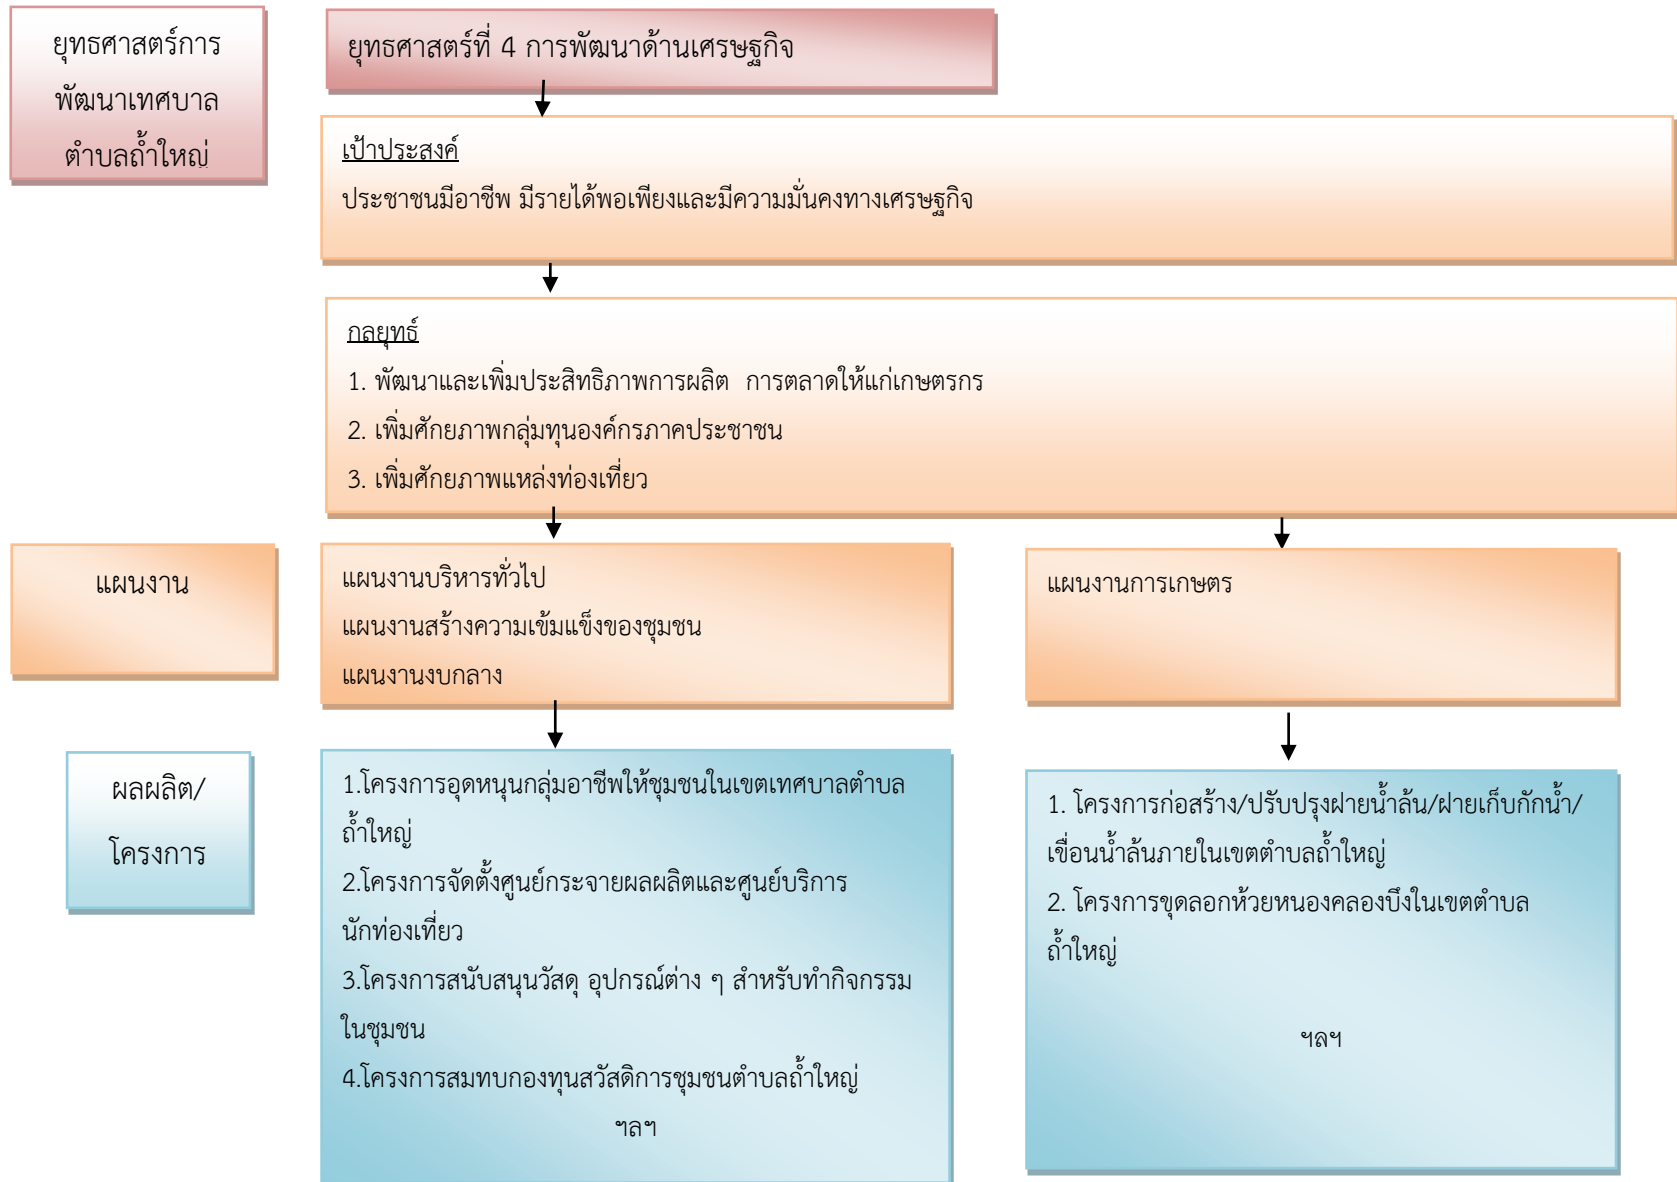 ยุทธศาสตร์การ
พัฒนาเทศบาล
ตำบลถ้ำใหญ่
ยุทธศาสตร์ที่ 4 การพัฒนาด้านเศรษฐกิจ
เป้าประสงค์
ประชาชนมีอาชีพ มีรายได้พอเพียงและมีความมั่นคงทางเศรษฐกิจ
กลยุทธ์
1. พัฒนาและเพิ่มประสิทธิภาพการผลิต  การตลาดให้แก่เกษตรกร
2. เพิ่มศักยภาพกลุ่มทุนองค์กรภาคประชาชน
3. เพิ่มศักยภาพแหล่งท่องเที่ยว
แผนงาน
แผนงานบริหารทั่วไป
แผนงานสร้างความเข้มแข็งของชุมชน
แผนงานงบกลาง
แผนงานการเกษตร
ผลผลิต/
โครงการ
1.โครงการอุดหนุนกลุ่มอาชีพให้ชุมชนในเขตเทศบาลตำบล
ถ้ำใหญ่
2.โครงการจัดตั้งศูนย์กระจายผลผลิตและศูนย์บริการ
นักท่องเที่ยว
3.โครงการสนับสนุนวัสดุ อุปกรณ์ต่าง ๆ สำหรับทำกิจกรรม
ในชุมชน
4.โครงการสมทบกองทุนสวัสดิการชุมชนตำบลถ้ำใหญ่
ฯลฯ
1. โครงการก่อสร้าง/ปรับปรุงฝายน้ำล้น/ฝายเก็บกักน้ำ/
เขื่อนน้ำล้นภายในเขตตำบลถ้ำใหญ่
2. โครงการขุดลอกห้วยหนองคลองบึงในเขตตำบล
ถ้ำใหญ่
ฯลฯ